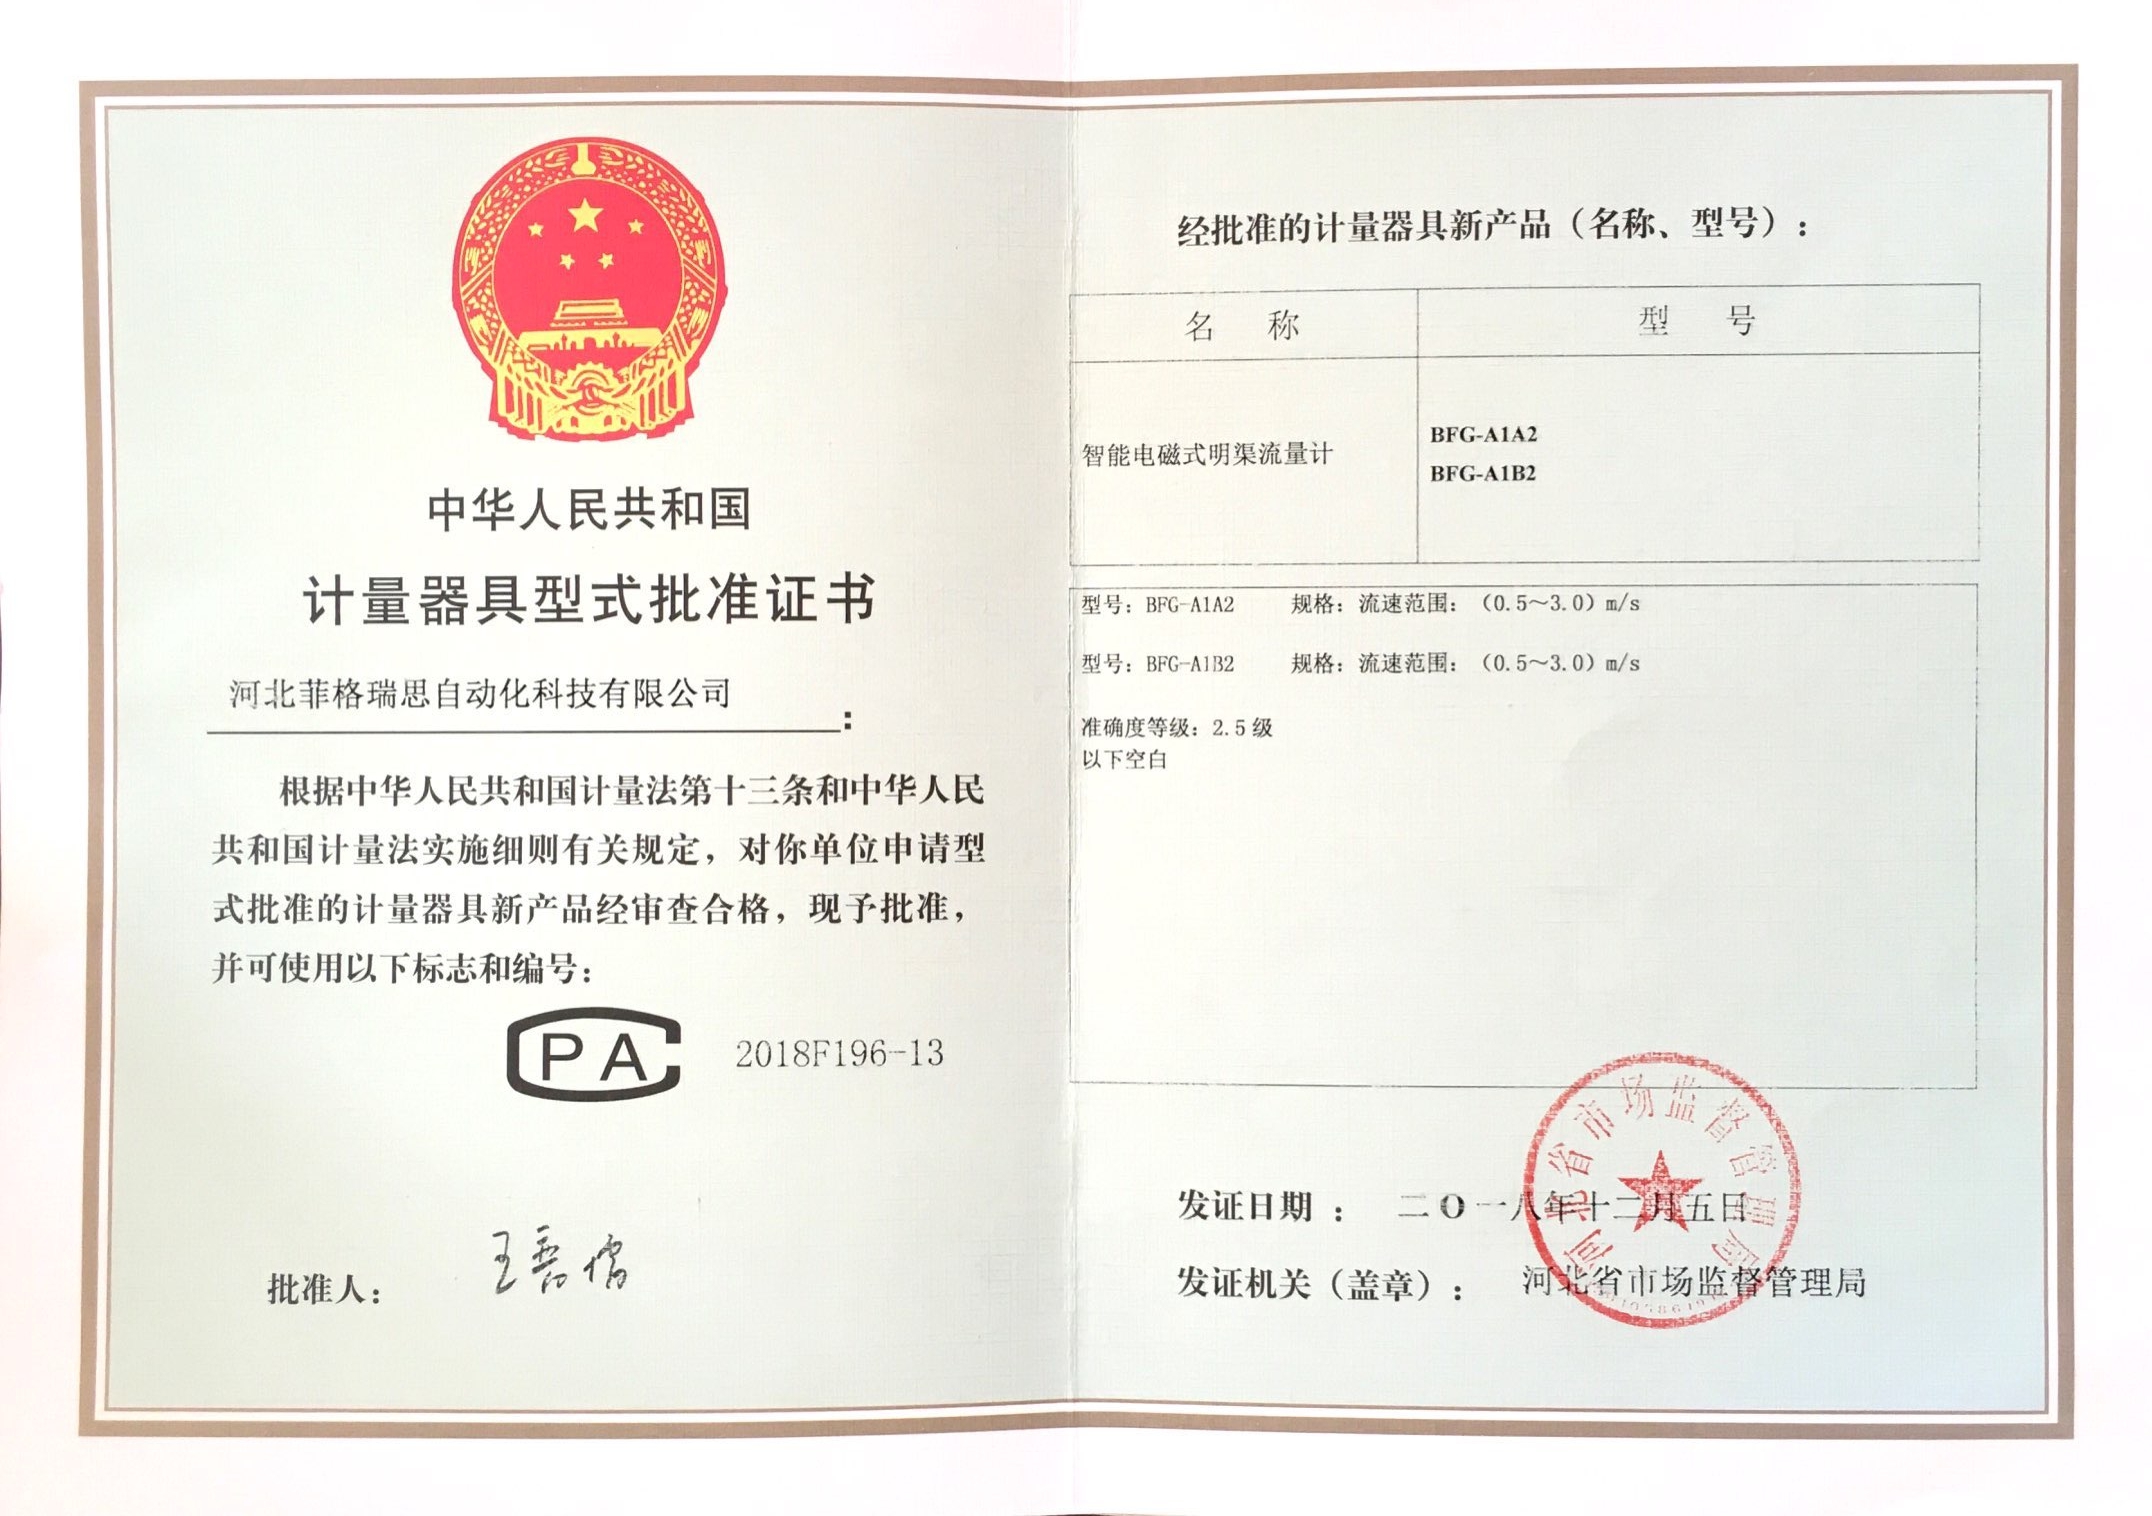 中华人民共和国
计量器具型式批准证书
河北菲格瑞思自动化科技有限公司：
根据中华人民共和国计量法第十三条和中华人民
共和国计量法实施细则有关规定，对你单位申请型
式批准的计量器具新产品经审查合格，现予批准，
并可使用以下标志和编号：
CPA 2018F196-13
批准人：
经批准的计量器具新产品（名称、型号）：
名 称 型 号
智能电磁式明渠流量计
BFG-A1A2
BFG-A1B2
型号：BFG-A1A2 规格：流速范围：（0.5～3.0）m/s
型号：BFG-A1B2 规格：流速范围：（0.5～3.0）m/s
准确度等级：2.5 级
以下空白
发证日期 ： 二O一八年十二月五日
发证机关（盖章）： 河北省市场监督管理局
河北省市场监督管理局